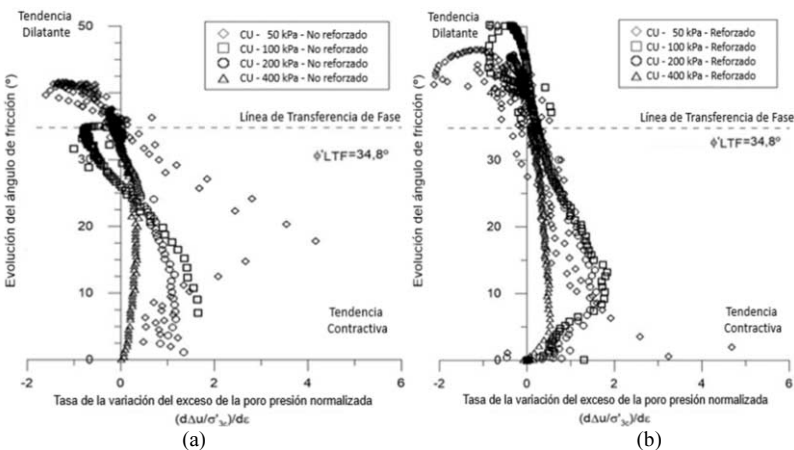 Tendencia
Dilatante
50
CU - 50 kPa - No reforzado
CU - 100 kPa - No reforzado
CU - 200 kPa - No reforzado
CU - 400 kPa - No reforzado
40
Línea de Transferencia de Fase
ϕ'LTF=34,8º
30
20
10
0
Tendencia
Contractiva
Evolución del ángulo de fricción (°)
-2 0 2 4 6
Tasa de la variación del exceso de la poro presión normalizada
(d∆u/σ'3c)/dε
(a)
Tendencia
Dilatante
50
CU - 50 kPa - Reforzado
CU - 100 kPa - Reforzado
CU - 200 kPa - Reforzado
CU - 400 kPa - Reforzado
40
Línea de Transferencia de Fase
ϕ'LTF=34,8º
30
20
10
0
Tendencia
Contractiva
Evolución del ángulo de fricción (°)
-2 0 2 4 6
Tasa de la variación del exceso de la poro presión normalizada
(d∆u/σ'3c)/dε
(b)